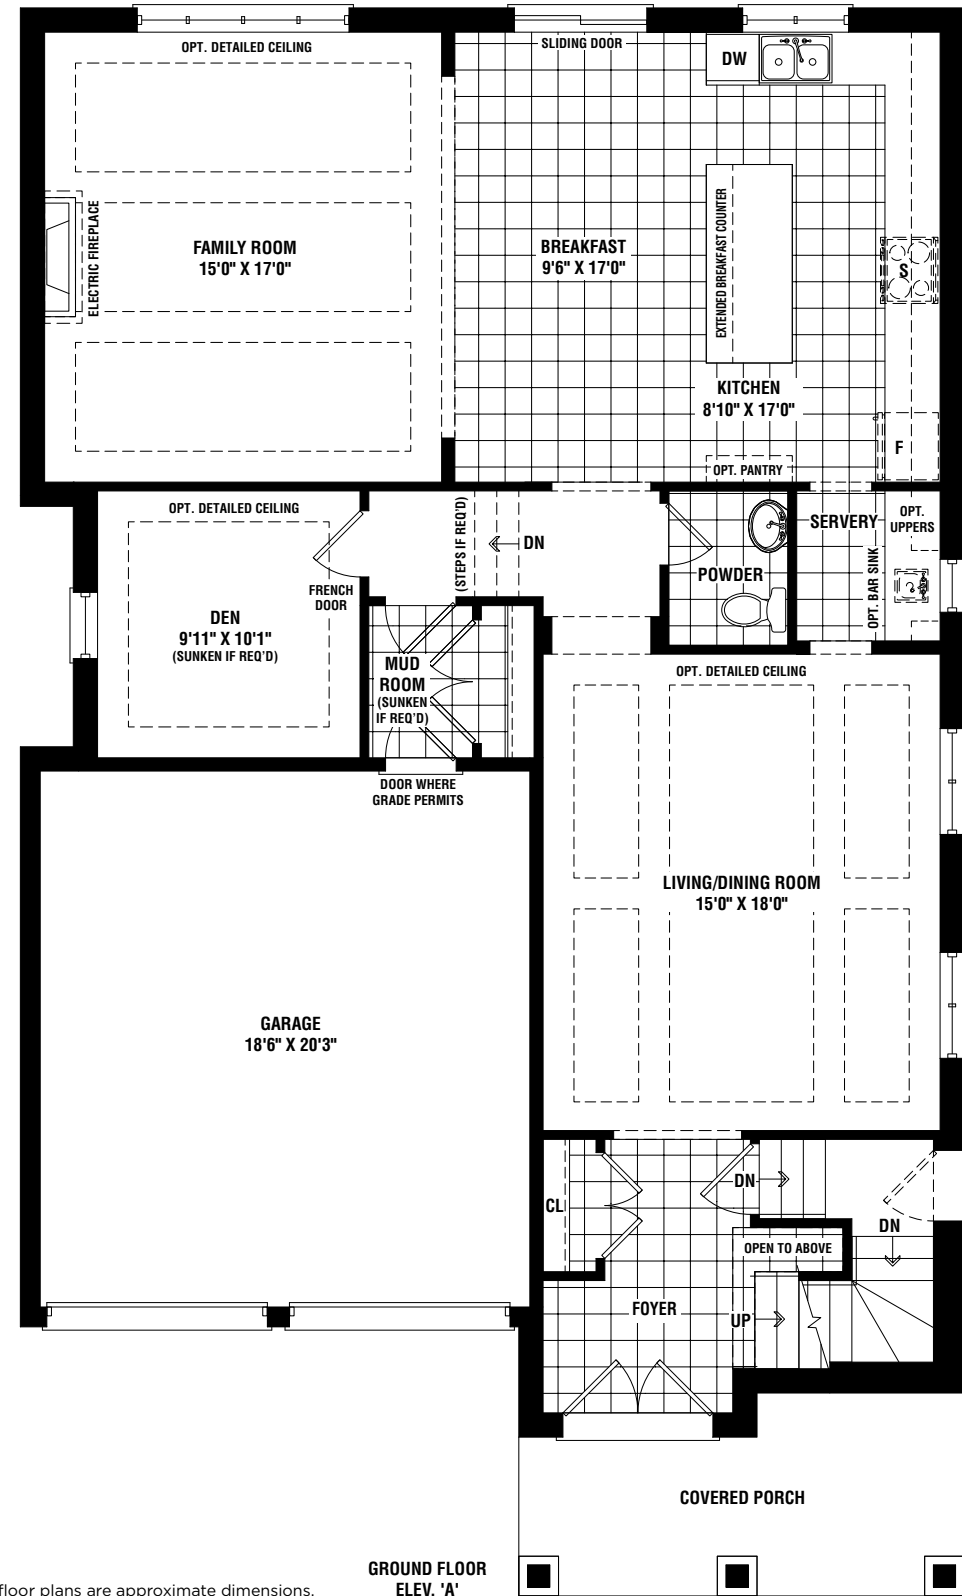 OPT. DETAILED CEILING
SLIDING DOOR
DW
ELECTRIC FIREPLACE
FAMILY ROOM
15'0" X 17'0"
BREAKFAST
9'6" X 17'0"
EXTENDED BREAKFAST COUNTER
S
KITCHEN
8'10" X 17'0"
F
OPT. PANTRY
OPT. DETAILED CEILING
(STEPS IF REQ'D)
DN
SERVERY
OPT.
UPPERS
POWDER
OPT. BAR SINK
FRENCH
DOOR
DEN
9'11" X 10'1"
(SUNKEN IF REQ'D)
MUD
ROOM
(SUNKEN
IF REQ'D)
OPT. DETAILED CEILING
DOOR WHERE
GRADE PERMITS
LIVING/DINING ROOM
15'0" X 18'0"
GARAGE
18'6" X 20'3"
CL
DN
DN
OPEN TO ABOVE
FOYER
UP
COVERED PORCH
GROUND FLOOR
ELEV. 'A'
floor plans are approximate dimensions.